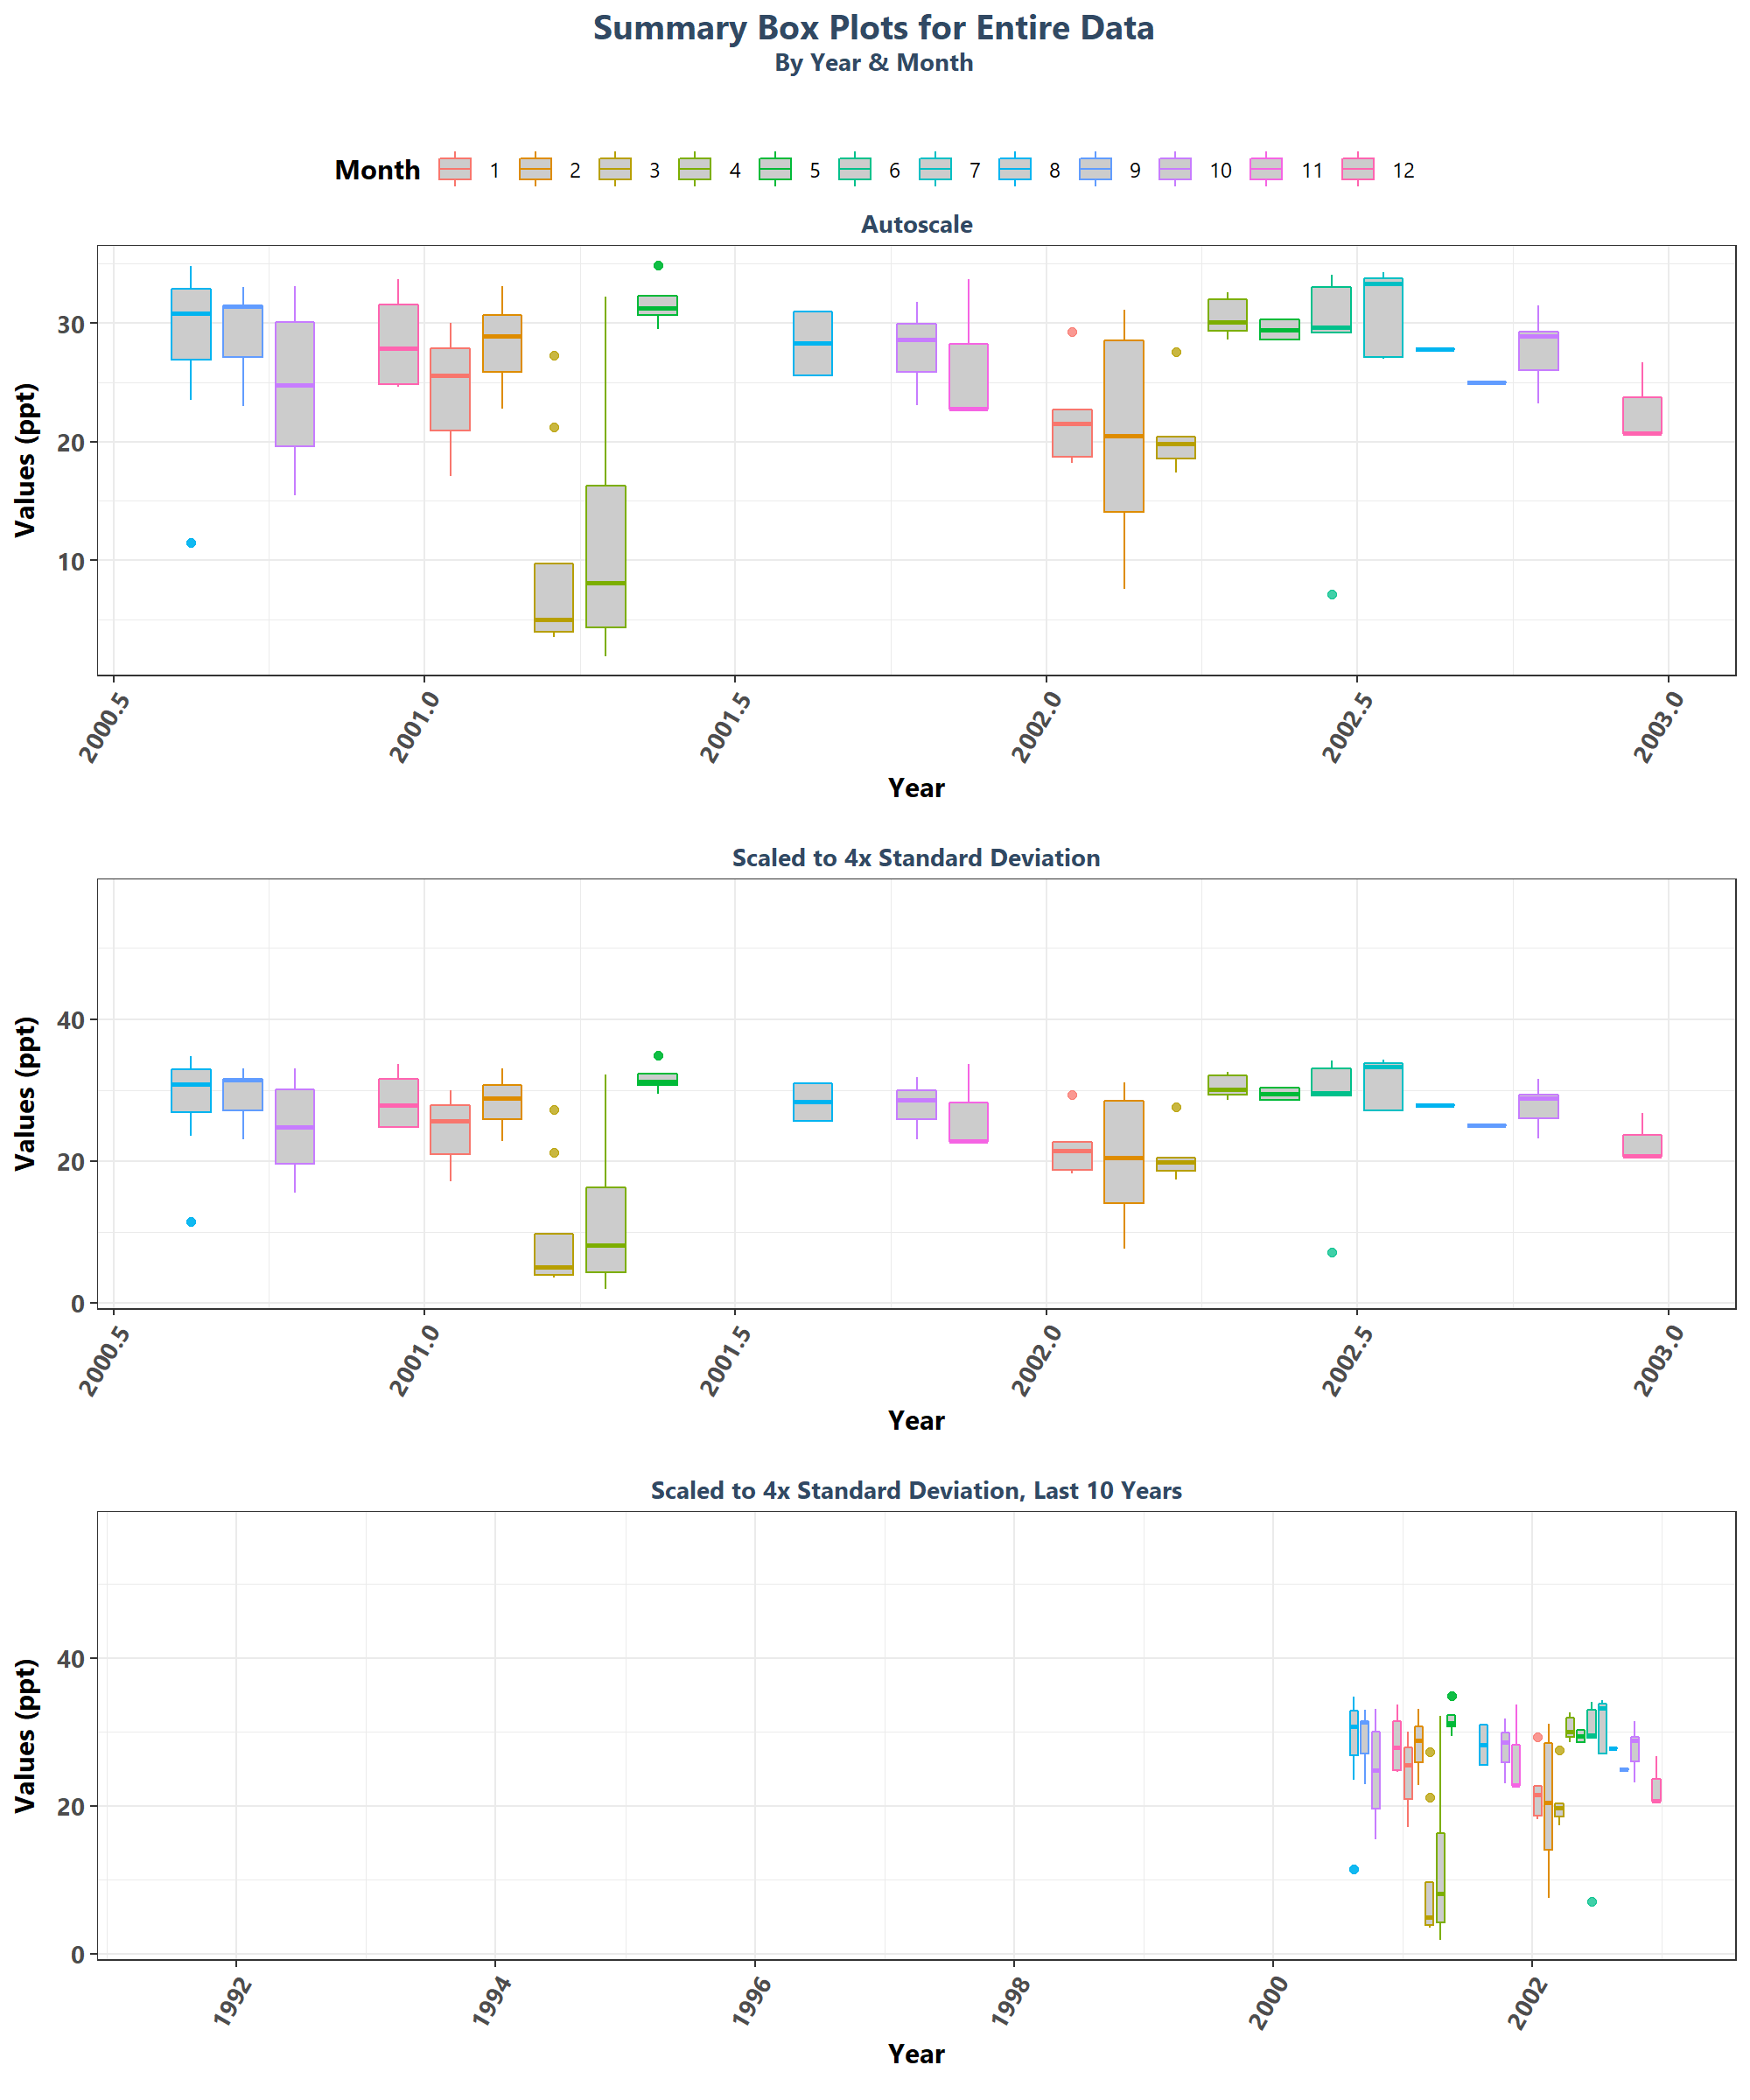 Summary Box Plots for Entire Data
By Year & Month
Month 1 2 3 4 5 6 7 8 9 10 11 12
Autoscale
Values (ppt)
30
20
10
2000.5 2001.0 2001.5 2002.0 2002.5 2003.0
Year
Scaled to 4x Standard Deviation
Values (ppt)
40
20
0
2000.5 2001.0 2001.5 2002.0 2002.5 2003.0
Year
Scaled to 4x Standard Deviation, Last 10 Years
Values (ppt)
40
20
0
1992 1994 1996 1998 2000 2002
Year